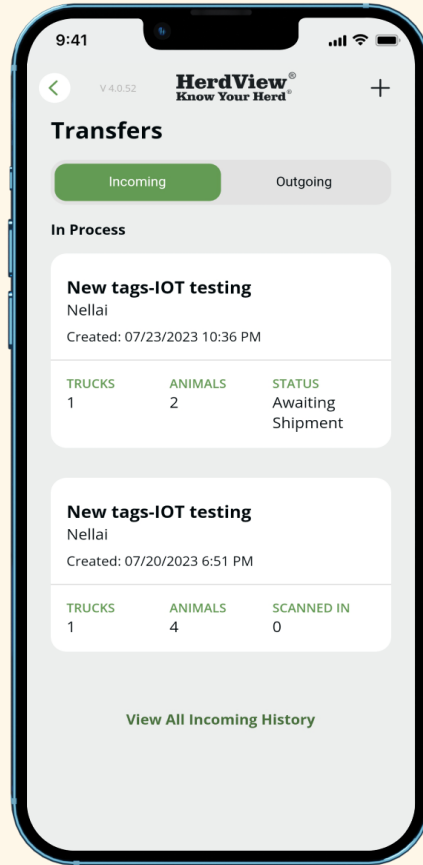 9:41
V 4.0.52
HerdView®
Know Your Herd®
Transfers
Incoming Outgoing
In Process
New tags-IOT testing
Nellai
Created: 07/23/2023 10:36 PM
TRUCKS ANIMALS STATUS
1 2 Awaiting
Shipment
New tags-IOT testing
Nellai
Created: 07/20/2023 6:51 PM
TRUCKS ANIMALS SCANNED IN
1 4 0
View All Incoming History